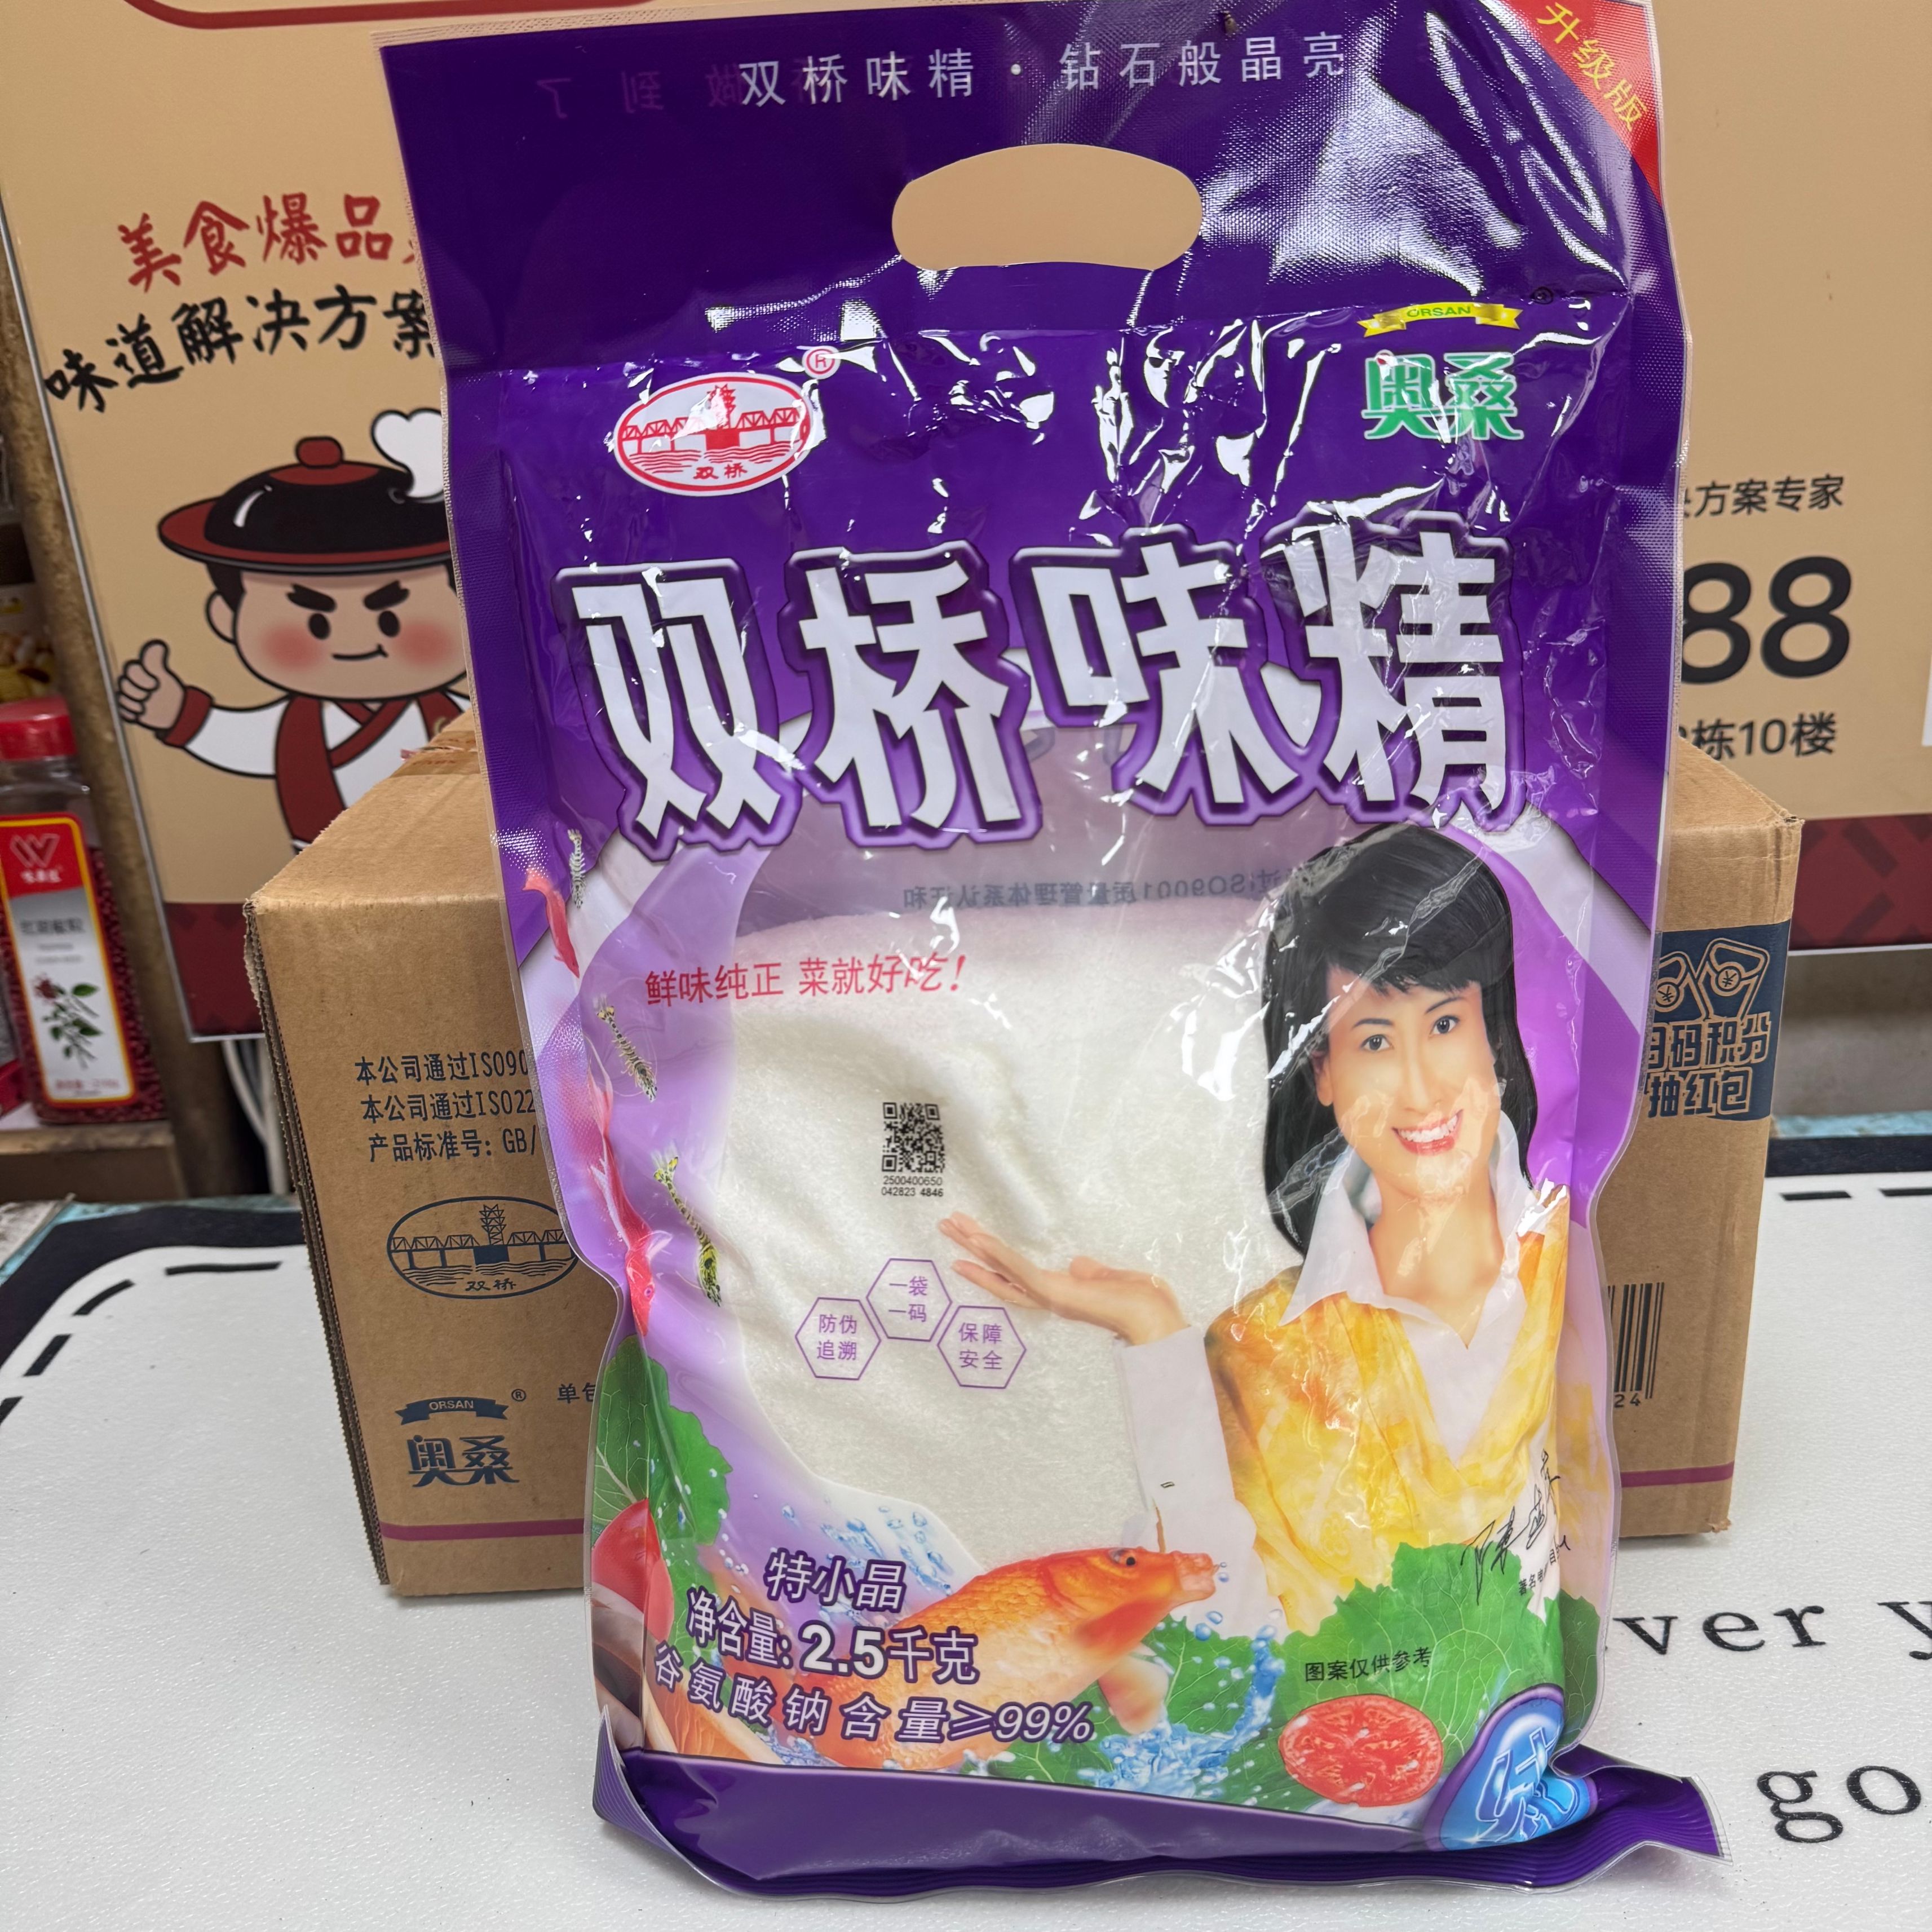 双桥味精·钻石般晶亮
升级版
美食爆品
味道解决方案
ORSAN
奥桑
双桥
双桥味精
方案专家
88
栋10楼
鲜味纯正 菜就好吃！
2500400650
042823 4846
一袋
一码
防伪
追溯
保障
安全
本公司通过ISO90
本公司通过ISO22
产品标准号：GB/
双桥
ORSAN
奥桑
码积分
抽红包
24
特小晶
净含量：2.5千克
谷氨酸钠含量≥99%
图案仅供参考
ver y
go